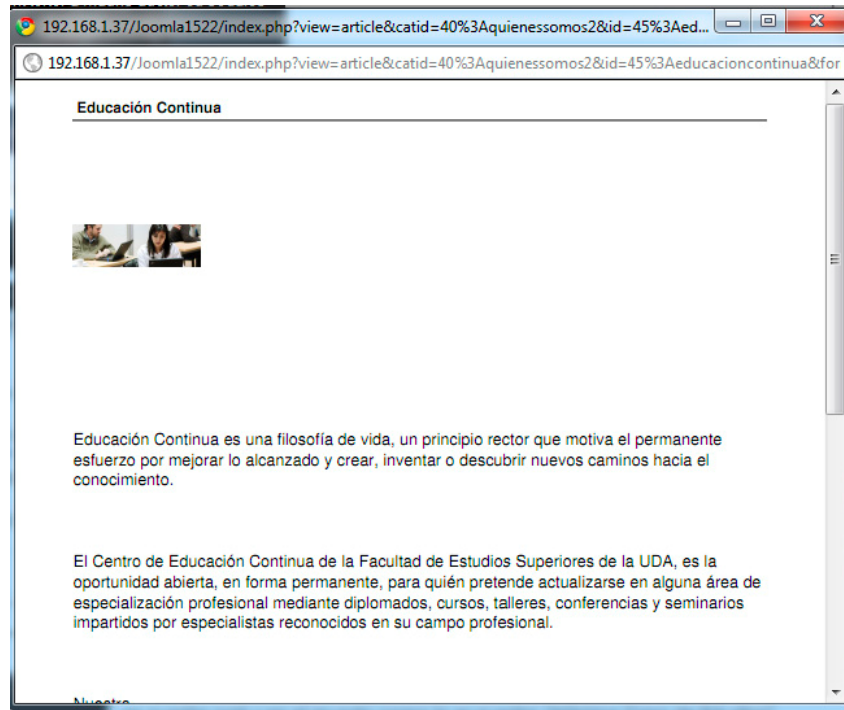 192.168.1.37/Joomla1522/index.php?view=article&catid=40%3Aquienessomos2&id=45%3Aed...
192.168.1.37/Joomla1522/index.php?view=article&catid=40%3Aquienessomos2&id=45%3Aeducacioncontinua&for
Educación Continua
Educación Continua es una filosofía de vida, un principio rector que motiva el permanente
esfuerzo por mejorar lo alcanzado y crear, inventar o descubrir nuevos caminos hacia el
conocimiento.
El Centro de Educación Continua de la Facultad de Estudios Superiores de la UDA, es la
oportunidad abierta, en forma permanente, para quién pretende actualizarse en alguna área de
especialización profesional mediante diplomados, cursos, talleres, conferencias y seminarios
impartidos por especialistas reconocidos en su campo profesional.